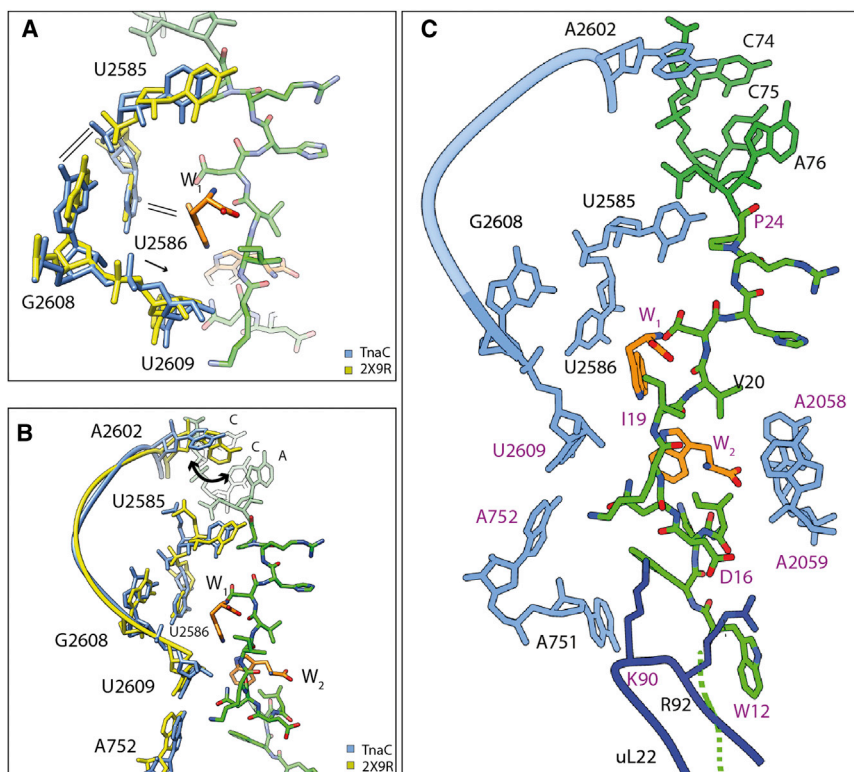 A
U2585
W1
U2586
G2608
U2609
TnaC
2X9R
B
A2602
C
C
A
U2585
W1
G2608
U2586
U2609
W2
A752
TnaC
2X9R
C
A2602
C74
C75
A76
G2608
U2585
P24
W1
U2586
V20
A2058
I19
U2609
W2
A752
D16
A2059
A751
K90
R92
W12
uL22